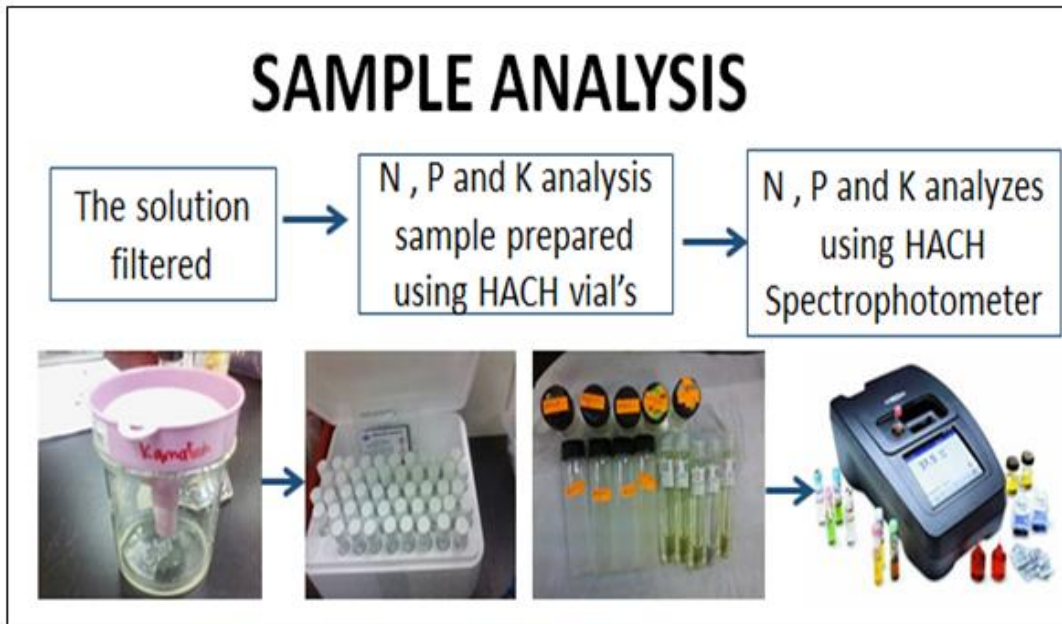 SAMPLE ANALYSIS
The solution
filtered
N , P and K analysis
sample prepared
using HACH vial's
N , P and K analyzes
using HACH
Spectrophotometer